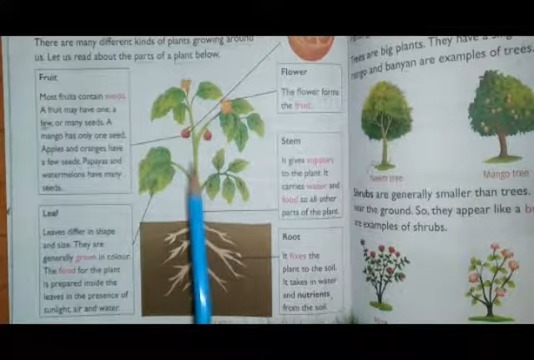 There are many different kinds of plants growing around
us. Let us read about the parts of a plant below.
Fruit
Most fruits contain seeds.
A fruit may have one, a
few, or many seeds. A
mango has only one seed.
Apples and oranges have
a few seeds. Papayas and
watermelons have many
seeds.
Leaf
Leaves differ in shape
and size. They are
generally green in colour.
The food for the plant
is prepared inside the
leaves in the presence of
sunlight, air and water.
Flower
The flower forms
the fruit.
Stem
It gives support
to the plant. It
carries water and
food to all other
parts of the plant.
Root
It fixes the
plant to the soil.
It takes in water
and nutrients
from the soil.
Trees are big plants. They have a
mango and banyan are examples of trees.
Neem tree
Mango tree
Shrubs are generally smaller than trees.
near the ground. So, they appear like a
are examples of shrubs.